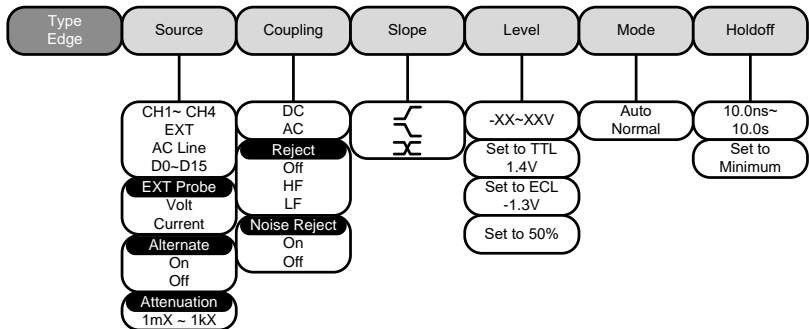 Type
Edge
Source
Coupling
Slope
Level
Mode
Holdoff
CH1~ CH4
EXT
AC Line
D0~D15
EXT Probe
Volt
Current
Alternate
On
Off
Attenuation
1mX ~ 1kX
DC
AC
Reject
Off
HF
LF
Noise Reject
On
Off
-XX~XXV
Set to TTL
1.4V
Set to ECL
-1.3V
Set to 50%
Auto
Normal
10.0ns~
10.0s
Set to
Minimum